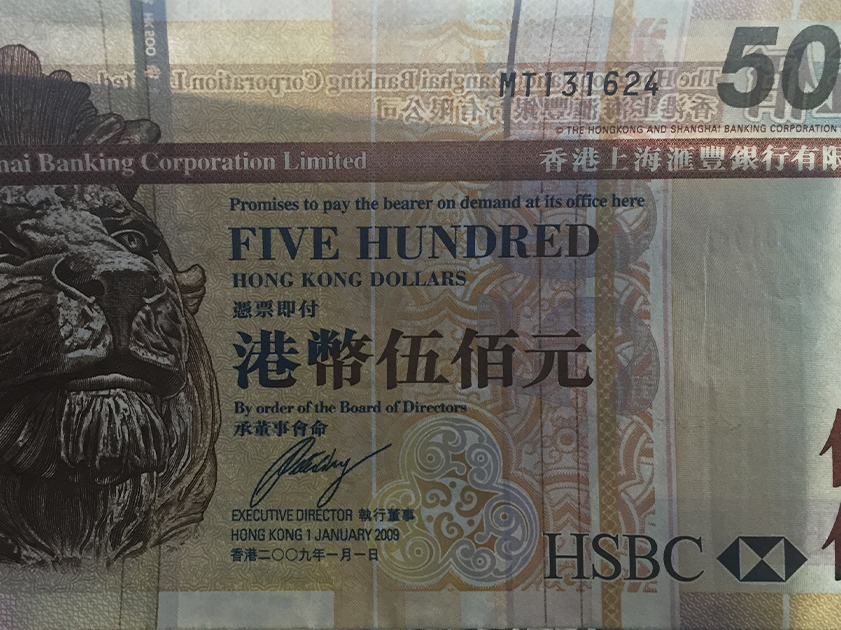 HK 500
MT131624
50
© THE HONGKONG AND SHANGHAI BANKING CORPORATION
hai Banking Corporation Limited 香港上海滙豐銀行有限
Promises to pay the bearer on demand at its office here
FIVE HUNDRED
HONG KONG DOLLARS
憑票即付
港幣伍佰元
By order of the Board of Directors
承董事會命
EXECUTIVE DIRECTOR 執行董事
HONG KONG 1 JANUARY 2009
香港二〇〇九年一月一日
HSBC